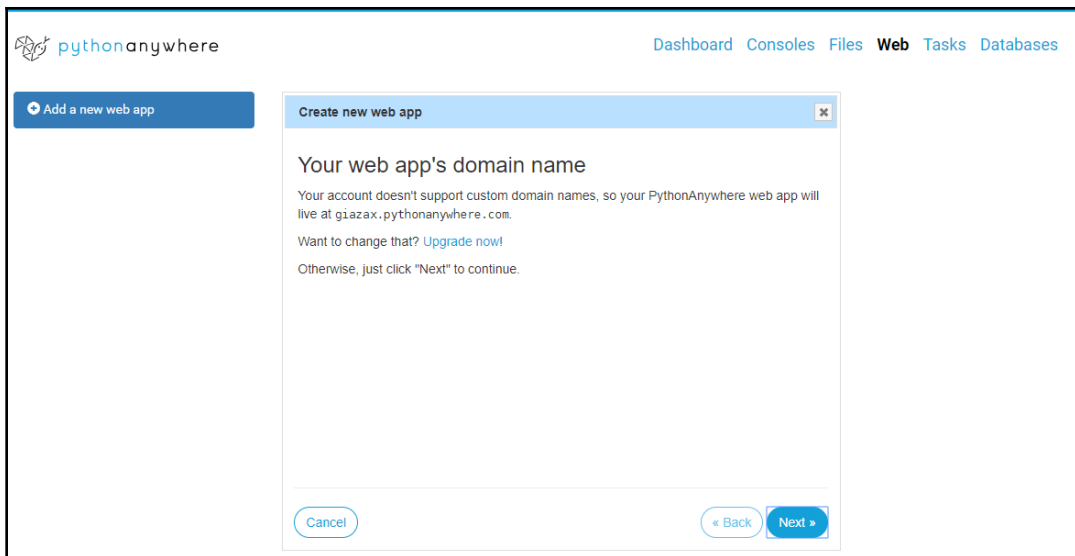 pythonanywhere
Dashboard Consoles Files Web Tasks Databases
Add a new web app
Create new web app
Your web app's domain name
Your account doesn't support custom domain names, so your PythonAnywhere web app will
live at giazax.pythonanywhere.com.
Want to change that? Upgrade now!
Otherwise, just click "Next" to continue.
Cancel
« Back
Next »